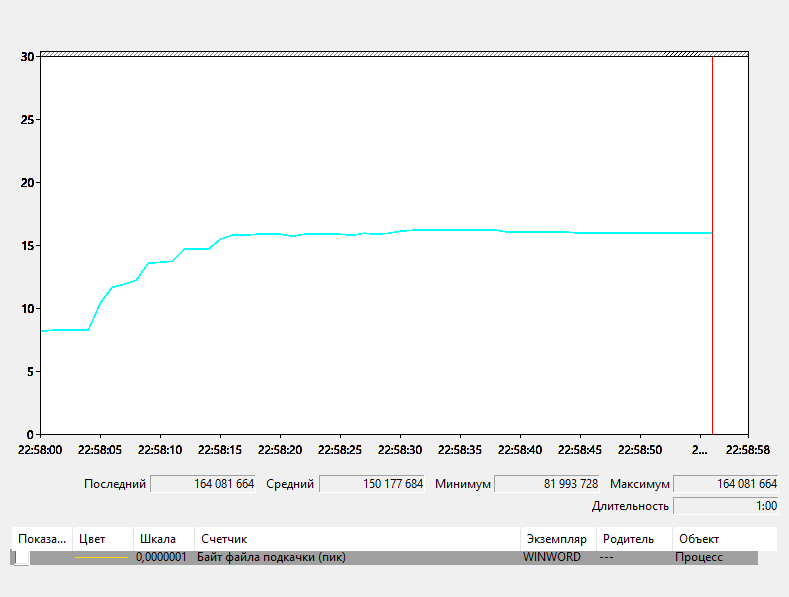 30
25
20
15
10
5
0
22:58:00 22:58:05 22:58:10 22:58:15 22:58:20 22:58:25 22:58:30 22:58:35 22:58:40 22:58:45 22:58:50 2... 22:58:58
Последний 164 081 664 Средний 150 177 684 Минимум 81 993 728 Максимум 164 081 664
Длительность 1:00
Показа... Цвет Шкала Счетчик Экземпляр Родитель Объект
0,0000001 Байт файла подкачки (пик) WINWORD --- Процесс